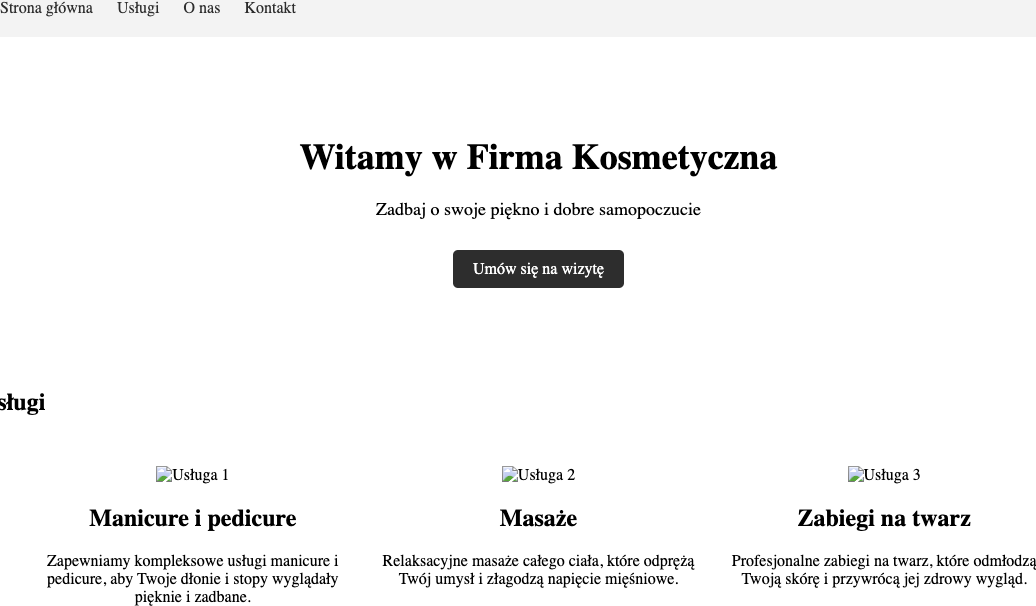 Strona główna Usługi O nas Kontakt
Witamy w Firma Kosmetyczna
Zadbaj o swoje piękno i dobre samopoczucie
Umów się na wizytę
sługi
Usługa 1 Usługa 2 Usługa 3
Manicure i pedicure
Zapewniamy kompleksowe usługi manicure i
pedicure, aby Twoje dłonie i stopy wyglądały
pięknie i zadbane.
Masaże
Relaksacyjne masaże całego ciała, które odprężą
Twój umysł i złagodzą napięcie mięśniowe.
Zabiegi na twarz
Profesjonalne zabiegi na twarz, które odmłodzą
Twoją skórę i przywrócą jej zdrowy wygląd.